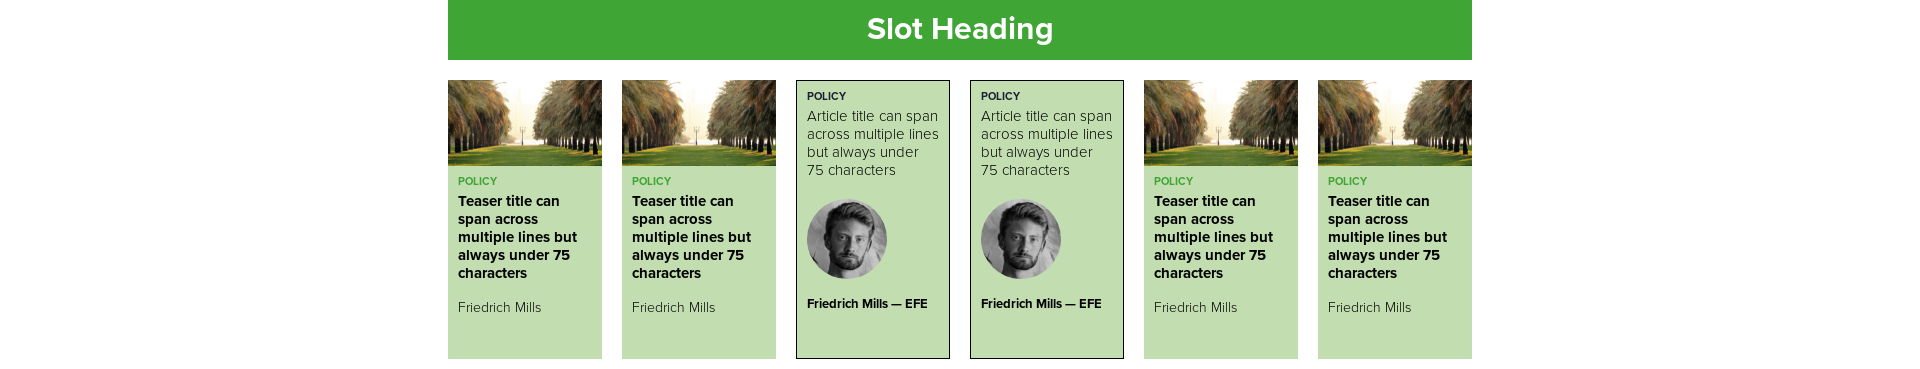 Slot Heading
POLICY
Teaser title can
span across
multiple lines but
always under 75
characters
Friedrich Mills
POLICY
Teaser title can
span across
multiple lines but
always under 75
characters
Friedrich Mills
POLICY
Article title can span
across multiple lines
but always under
75 characters
Friedrich Mills — EFE
POLICY
Article title can span
across multiple lines
but always under
75 characters
Friedrich Mills — EFE
POLICY
Teaser title can
span across
multiple lines but
always under 75
characters
Friedrich Mills
POLICY
Teaser title can
span across
multiple lines but
always under 75
characters
Friedrich Mills